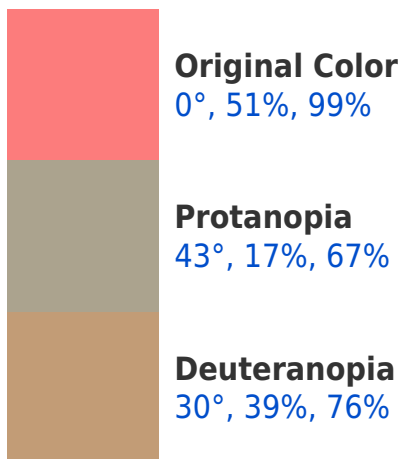 Original Color
0°, 51%, 99%
Protanopia
43°, 17%, 67%
Deuteranopia
30°, 39%, 76%